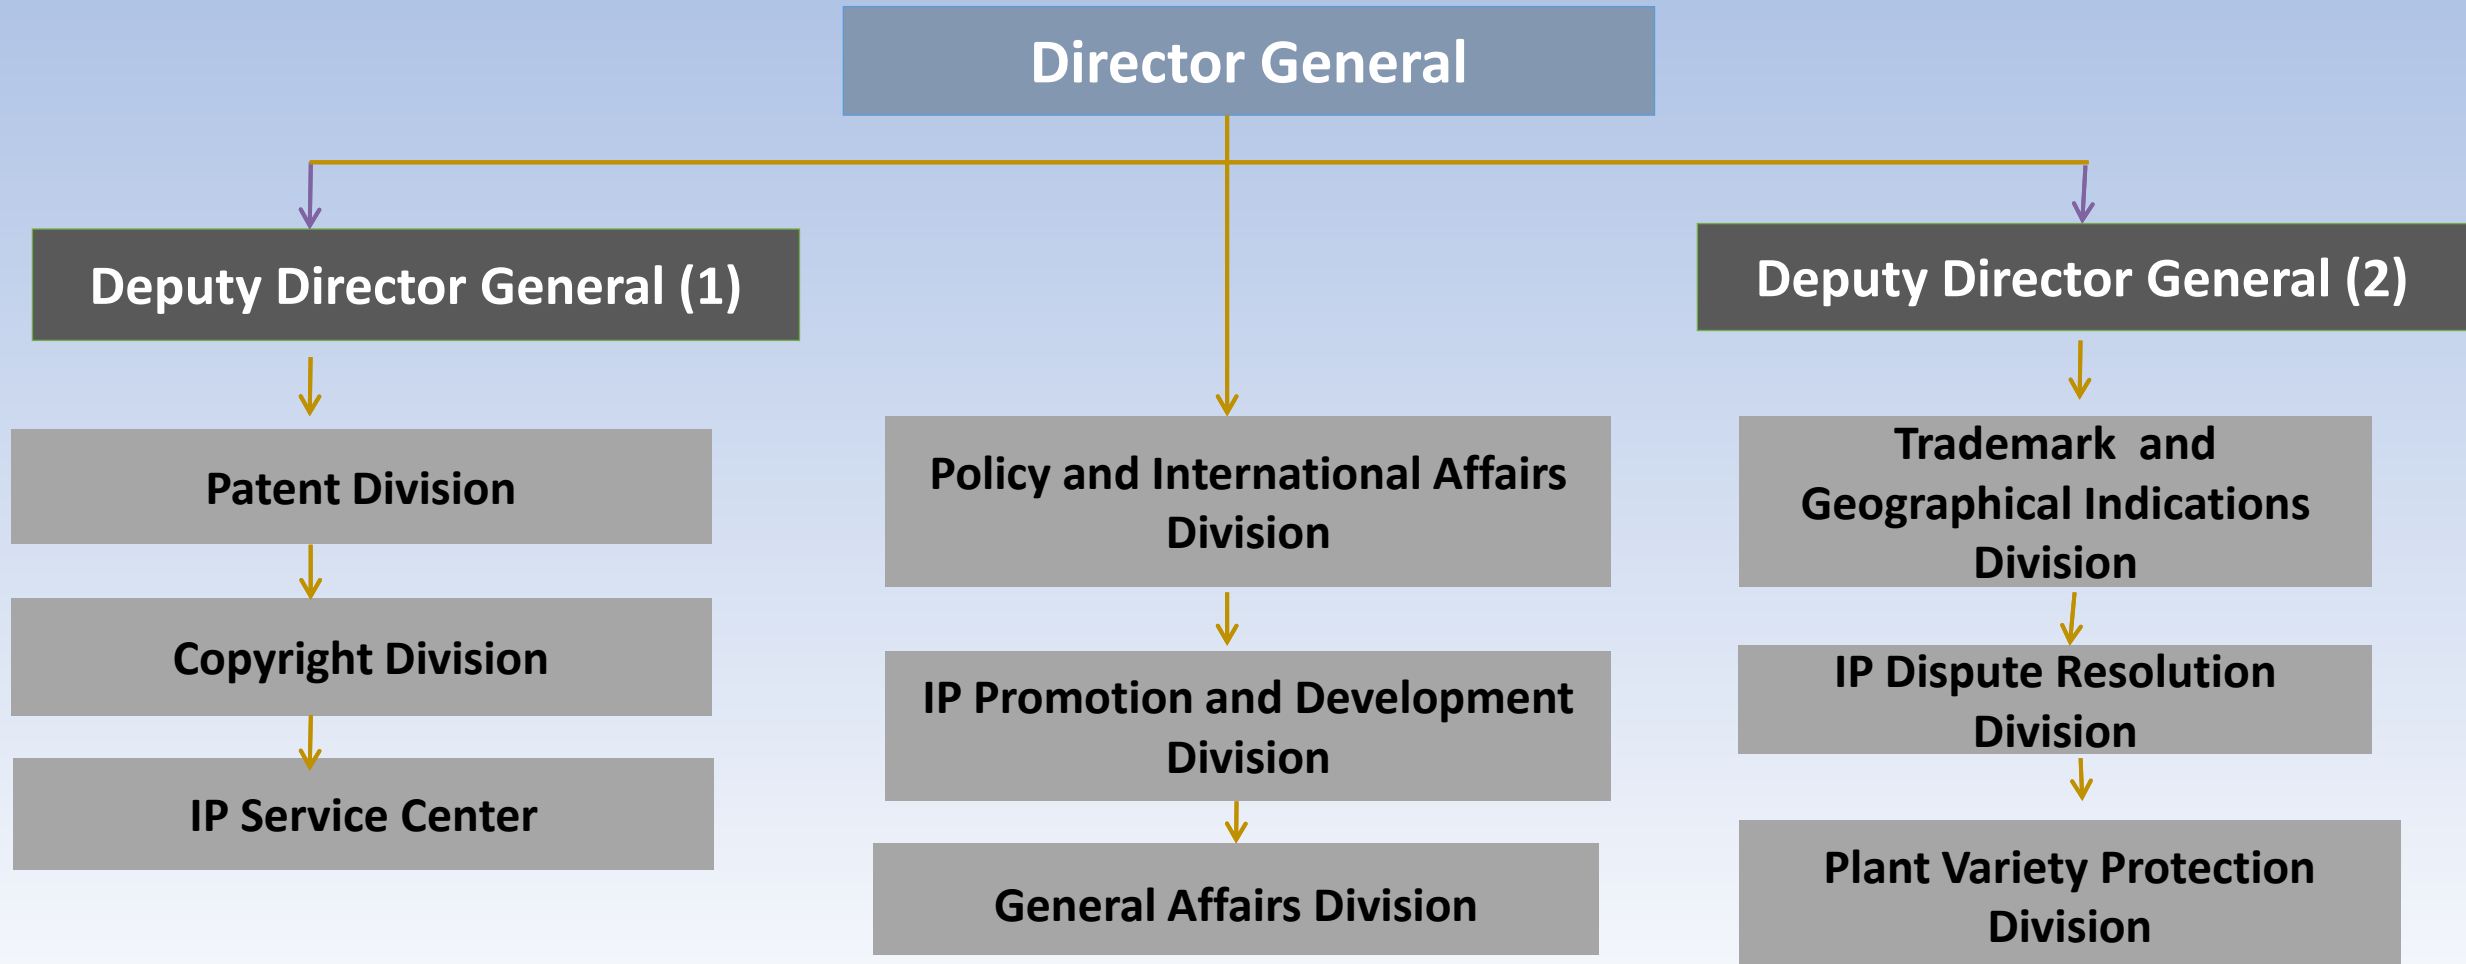 Director General
Deputy Director General (1)
Deputy Director General (2)
Patent Division
Copyright Division
IP Service Center
Policy and International Affairs
Division
IP Promotion and Development
Division
General Affairs Division
Trademark and
Geographical Indications
Division
IP Dispute Resolution
Division
Plant Variety Protection
Division